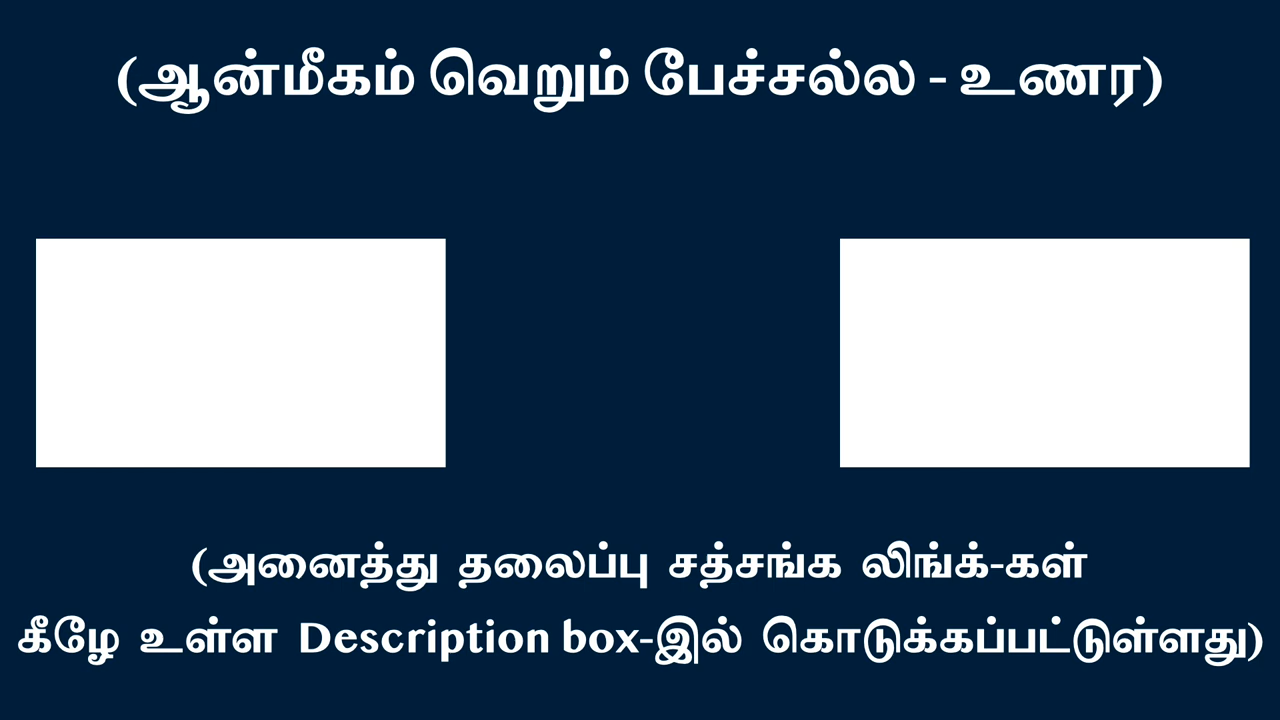 (ஆன்மீகம் வெறும் பேச்சல்ல - உணர)
(அனைத்து தலைப்பு சத்சங்க லிங்க்-கள்
கீழே உள்ள Description box-இல் கொடுக்கப்பட்டுள்ளது)